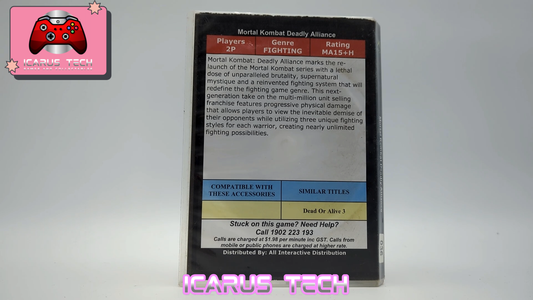 ICARUS TECH
Mortal Kombat Deadly Alliance
Players
2P
Genre
FIGHTING
Rating
MA15+H
Mortal Kombat: Deadly Alliance marks the re-
launch of the Mortal Kombat series with a lethal
dose of unparalleled brutality, supernatural
mystique and a reinvented fighting system that will
redefine the fighting game genre. This next-
generation take on the multi-million unit selling
franchise features progressive physical damage
that allows players to view the inevitable demise of
their opponents while utilizing three unique fighting
styles for each warrior, creating nearly unlimited
fighting possibilities.
COMPATIBLE WITH
THESE ACCESSORIES
SIMILAR TITLES
Dead Or Alive 3
Stuck on this game? Need Help?
Call 1902 223 193
Calls are charged at $1.98 per minute inc GST. Calls from
mobile or public phones are charged at higher rate.
Distributed By: All Interactive Distribution
ICARUS TECH